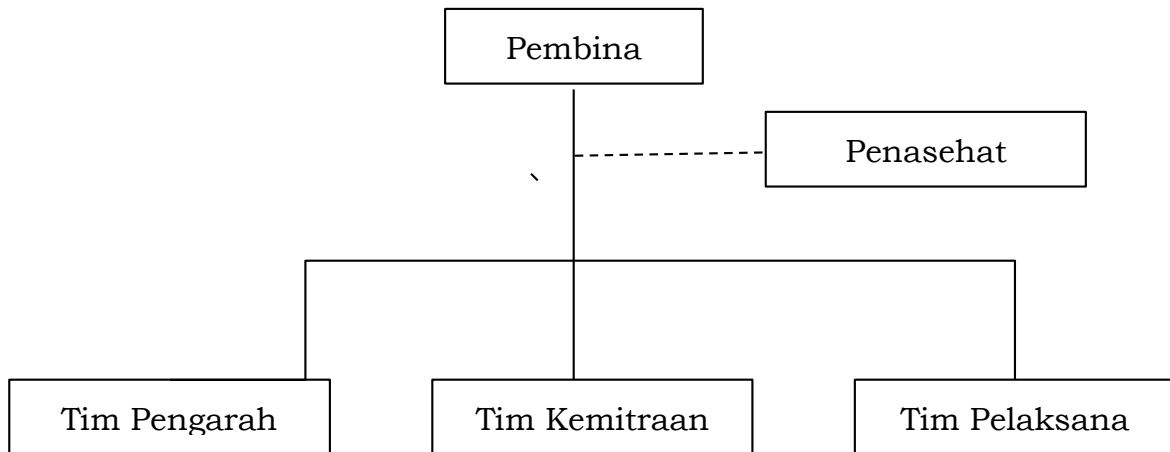 Pembina
Penasehat
Tim Pengarah
Tim Kemitraan
Tim Pelaksana